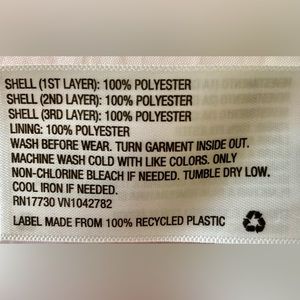 SHELL (1ST LAYER): 100% POLYESTER
SHELL (2ND LAYER): 100% POLYESTER
SHELL (3RD LAYER): 100% POLYESTER
LINING: 100% POLYESTER
WASH BEFORE WEAR. TURN GARMENT INSIDE OUT.
MACHINE WASH COLD WITH LIKE COLORS. ONLY
NON-CHLORINE BLEACH IF NEEDED. TUMBLE DRY LOW.
COOL IRON IF NEEDED.
RN17730 VN1042782
LABEL MADE FROM 100% RECYCLED PLASTIC